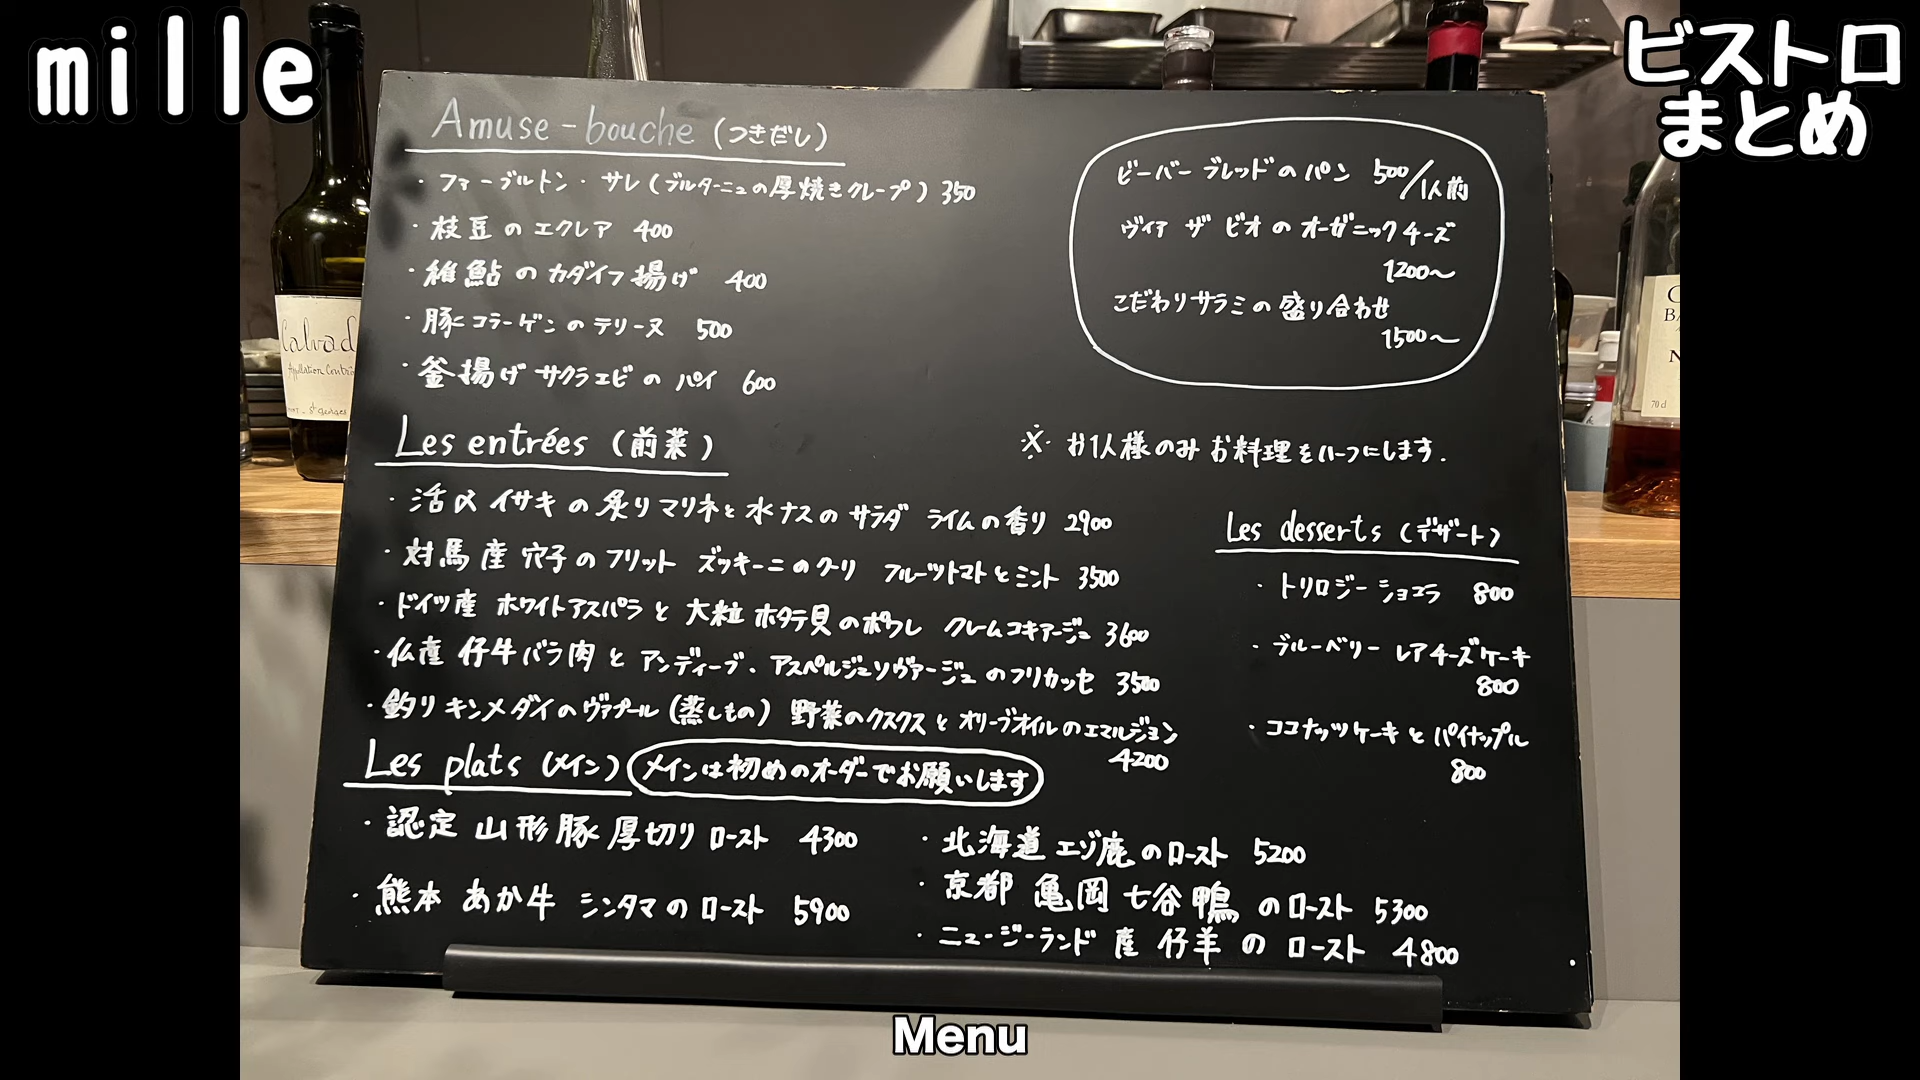 mille
ビストロ
まとめ
Amuse-bouche (つきだし)
・ファーブルトン・サレ(ブルターニュの厚焼きクレープ) 350
・枝豆のエクレア 400
・稚鮎のカダイフ揚げ 400
・豚コラーゲンのテリーヌ 500
・釜揚げサクラエビのパイ 600
ビーバーブレッドのパン 500/1人前
ヴィア ザ ビオのオーガニックチーズ
1200～
こだわりサラミの盛り合わせ
1500～
Les entrées (前菜)
※お1人様のみお料理をハーフにします.
・活〆イサキの炙りマリネと水ナスのサラダ ライムの香り 2900
・対馬産穴子のフリット ズッキーニのクーリ フルーツトマトとミント 3500
・ドイツ産 ホワイトアスパラと大粒ホタテ貝のポワレ クレームコキアージュ 3600
・仏産 仔牛バラ肉とアンディーブ、アスペルジュソヴァージュのフリカッセ 3500
・釣りキンメダイのヴァプール(蒸しもの) 野菜のクスクスとオリーブオイルのエマルジョン
4200
Les desserts (デザート)
・トリロジーショコラ 800
・ブルーベリー レアチーズケーキ
800
・ココナッツケーキとパイナップル
800
Les plats (メイン) メインは初めのオーダーでお願いします
・認定 山形豚 厚切りロースト 4300
・熊本 あか牛 シンタマのロースト 5900
・北海道 エゾ鹿のロースト 5200
・京都 亀岡 七谷鴨のロースト 5300
・ニュージーランド産 仔羊のロースト 4800
Calvad
Appellation Contrô
St Georges
70cl
Menu